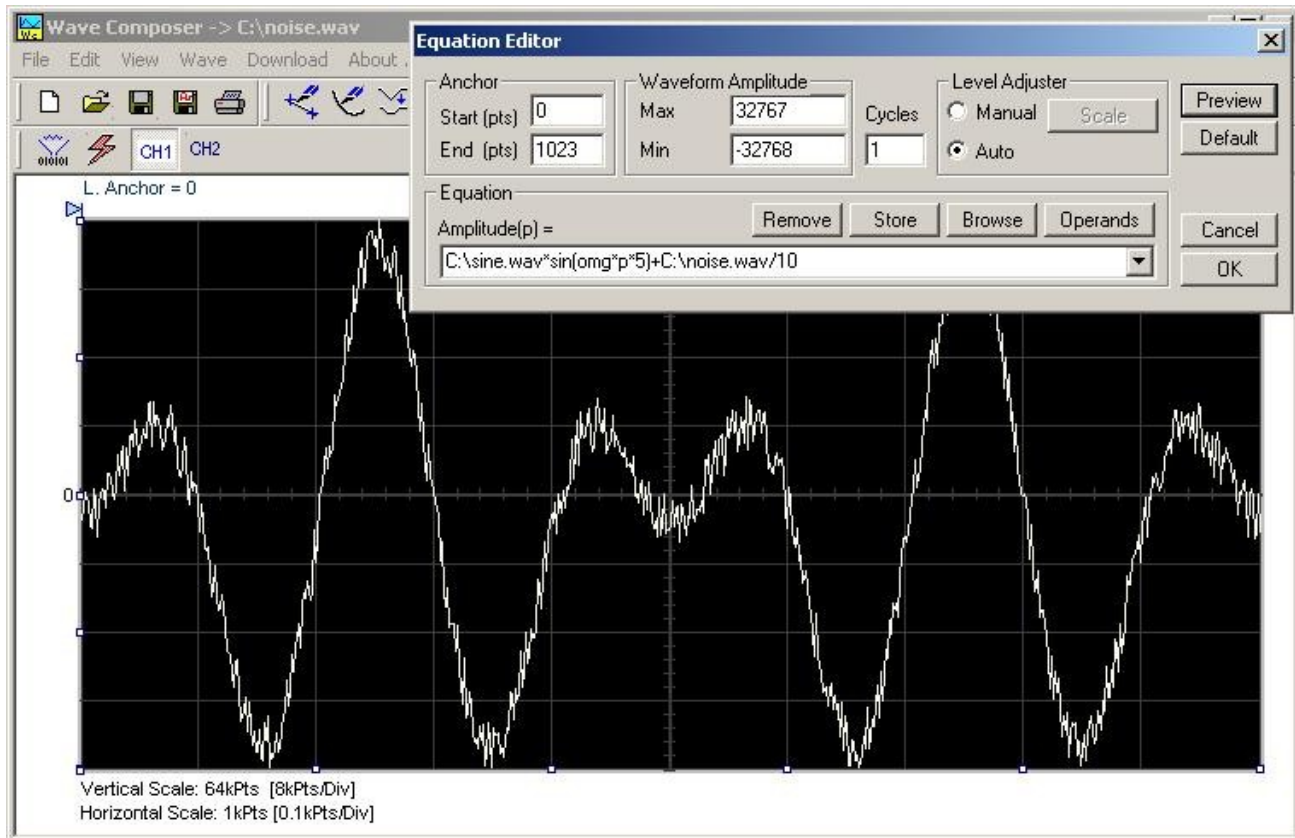 Wave Composer -> C:\noise.wav
File Edit View Wave Download About
CH1 CH2
L. Anchor = 0
0
Vertical Scale: 64kPts [8kPts/Div]
Horizontal Scale: 1kPts [0.1kPts/Div]
Equation Editor
Anchor
Start (pts) 0
End (pts) 1023
Waveform Amplitude
Max 32767
Min -32768
Cycles
1
Level Adjuster
Manual Scale
Auto
Preview
Default
Equation
Amplitude(p) =
Remove Store Browse Operands
C:\sine.wav*sin(omg*p*5)+C:\noise.wav/10
Cancel
OK